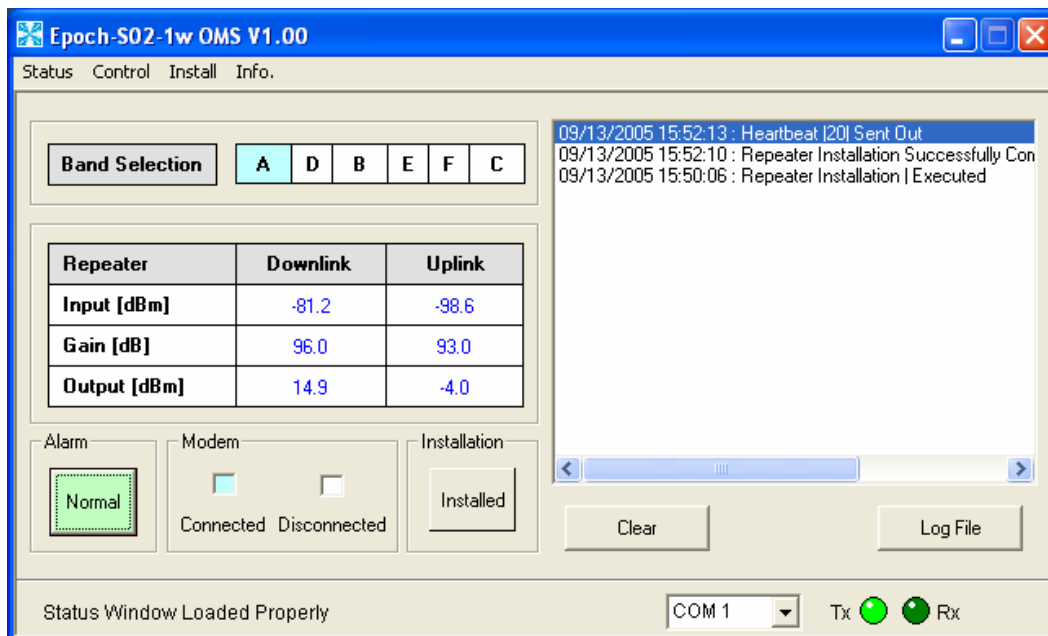 Epoch-S02-1w OMS V1.00
Status Control Install Info.
Band Selection A D B E F C
Repeater Downlink Uplink
Input [dBm] -81.2 -98.6
Gain [dB] 96.0 93.0
Output [dBm] 14.9 -4.0
Alarm Modem Installation
Normal
Connected Disconnected
Installed
09/13/2005 15:52:13 : Heartbeat |20| Sent Out
09/13/2005 15:52:10 : Repeater Installation Successfully Con
09/13/2005 15:50:06 : Repeater Installation | Executed
Clear Log File
Status Window Loaded Properly COM 1 Tx Rx